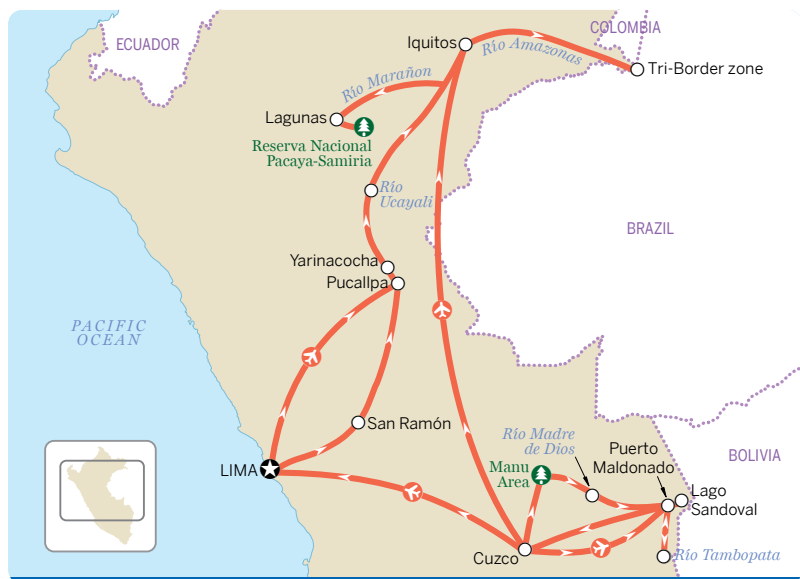 COLOMBIA
ECUADOR
Iquitos
Río Amazonas
Tri-Border zone
Río Marañon
Lagunas
Reserva Nacional
Pacaya-Samiria
Río
Ucayali
BRAZIL
Yarinacocha
Pucallpa
PACIFIC
OCEAN
San Ramón
Río Madre
de Dios
Puerto
Maldonado
BOLIVIA
LIMA
Manu
Area
Lago
Sandoval
Cuzco
Río Tambopata